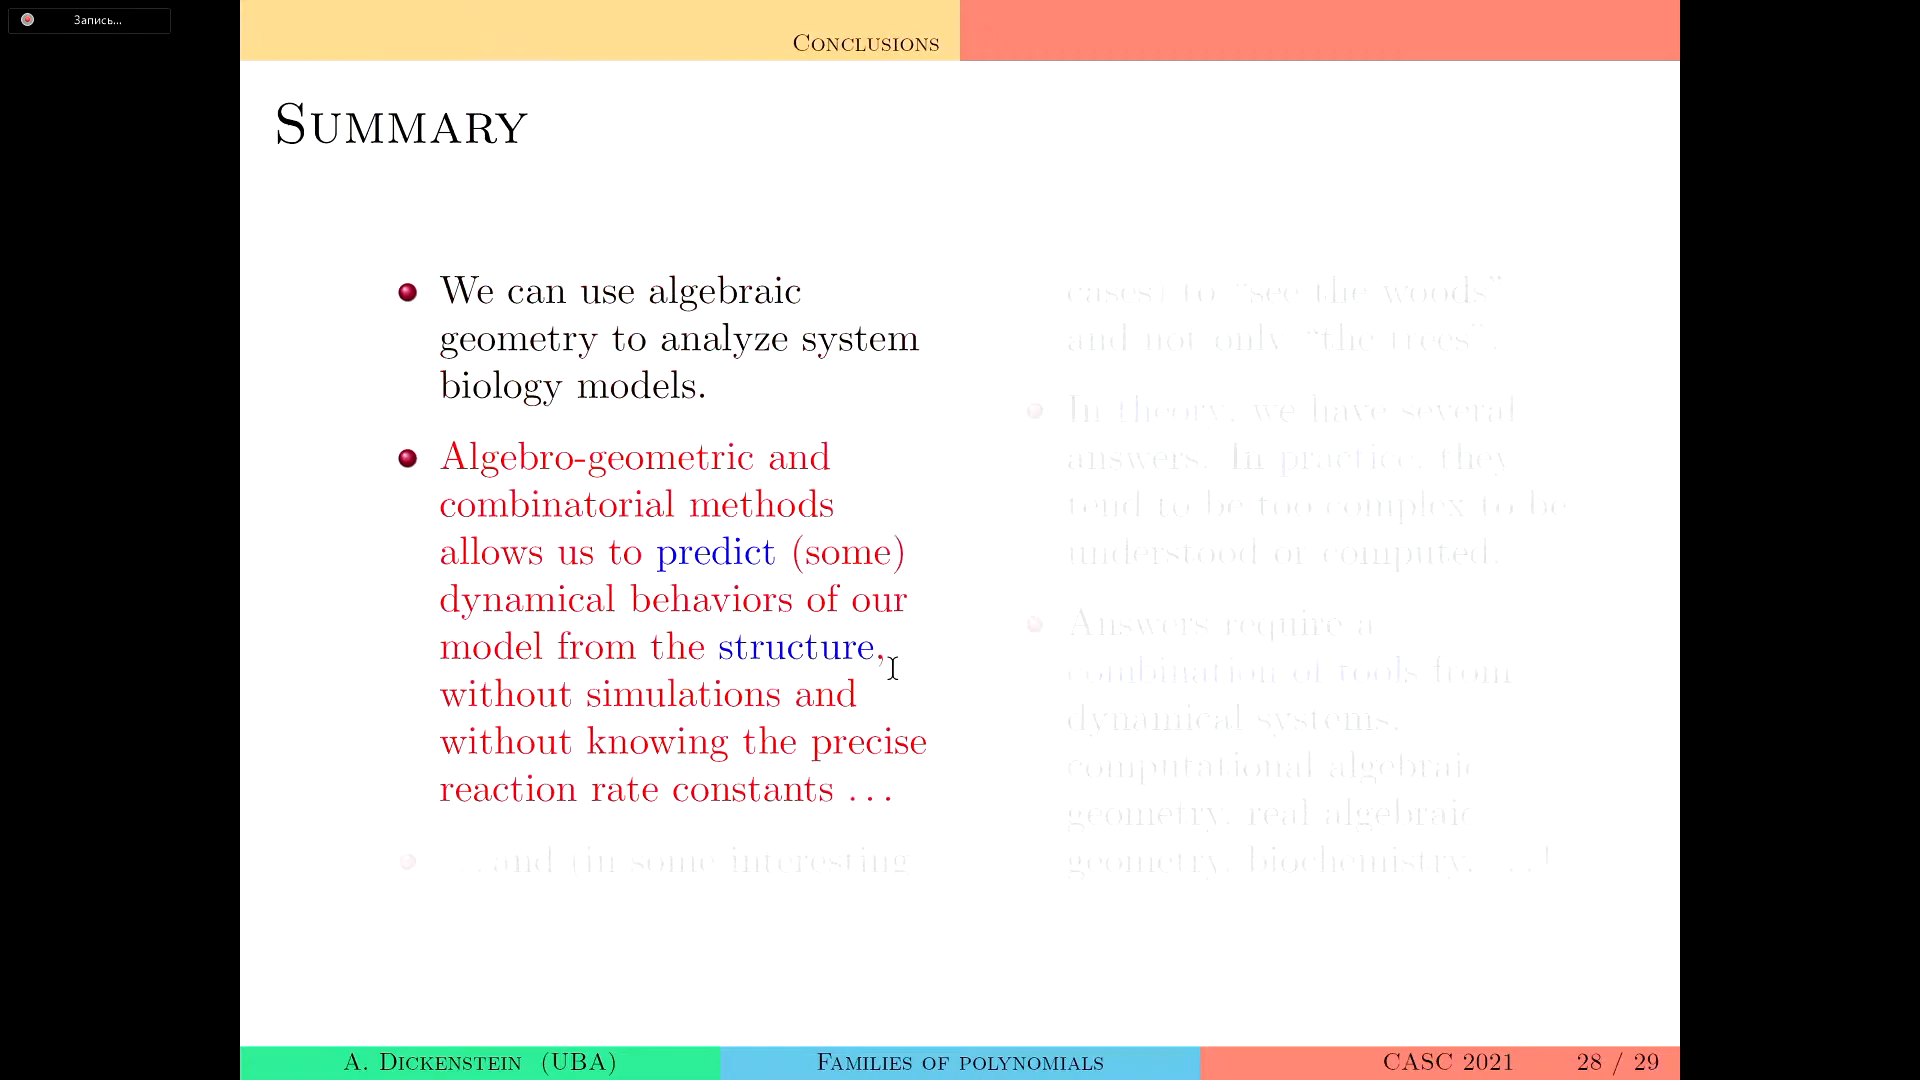 Запись...
Conclusions
Summary
We can use algebraic
geometry to analyze system
biology models.
Algebro-geometric and
combinatorial methods
allows us to predict (some)
dynamical behaviors of our
model from the structure,
without simulations and
without knowing the precise
reaction rate constants ...
... and (in some interesting
cases) to “see the woods”
and not only “the trees”.
In theory, we have several
answers. In practice, they
tend to be too complex to be
understood or computed.
Answers require a
combination of tools from
dynamical systems,
computational algebraic
geometry, real algebraic
geometry, biochemistry, ...!
A. Dickenstein (UBA)
Families of polynomials
CASC 2021
28 / 29